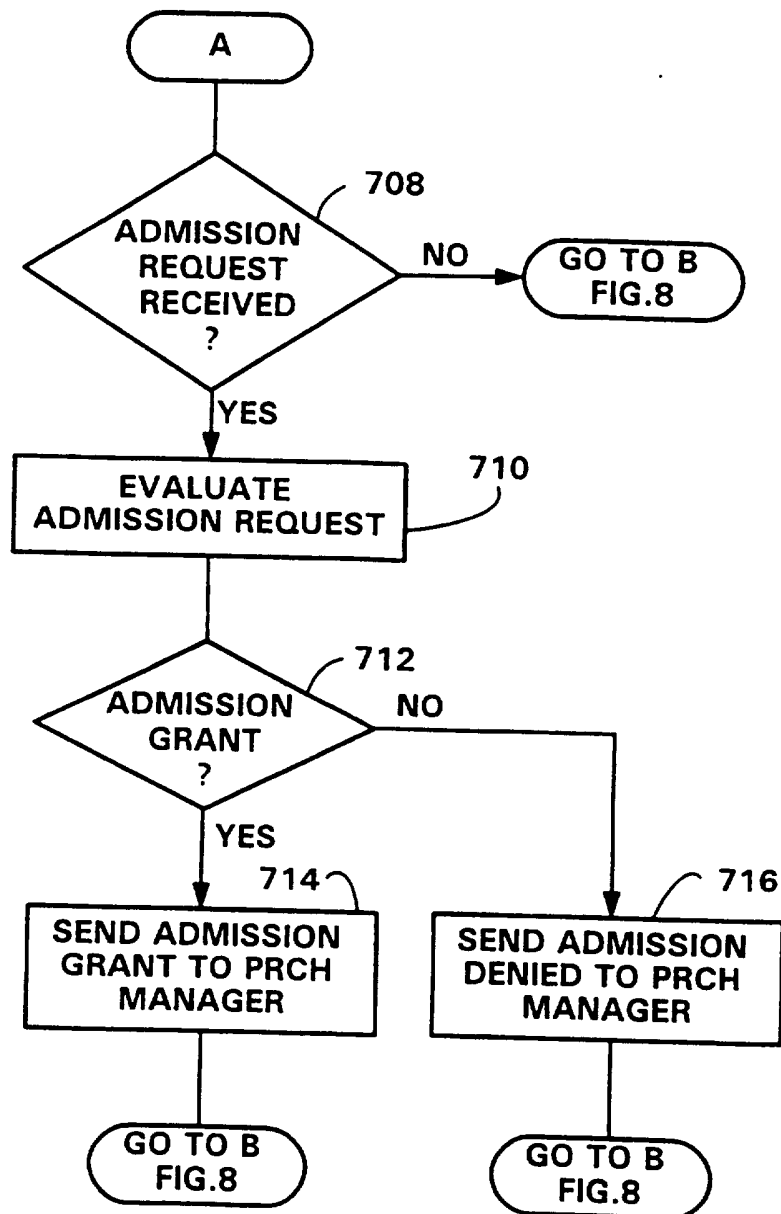 A
708
ADMISSION
REQUEST
RECEIVED
?
NO
GO TO B
FIG.8
YES
710
EVALUATE
ADMISSION REQUEST
712
ADMISSION
GRANT
?
NO
YES
714
716
SEND ADMISSION
GRANT TO PRCH
MANAGER
SEND ADMISSION
DENIED TO PRCH
MANAGER
GO TO B
FIG.8
GO TO B
FIG.8